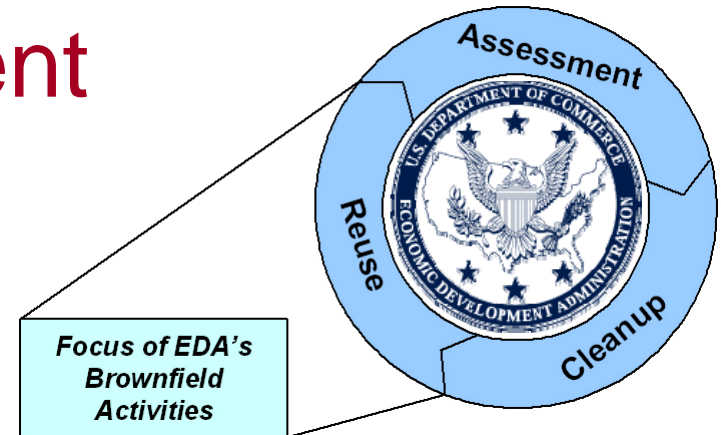 ent
Assessment
U.S. DEPARTMENT OF COMMERCE
ECONOMIC DEVELOPMENT ADMINISTRATION
Reuse
Cleanup
Focus of EDA's
Brownfield
Activities